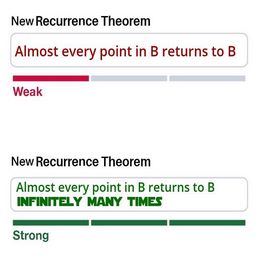 New Recurrence Theorem
Almost every point in B returns to B
Weak
New Recurrence Theorem
Almost every point in B returns to B
INFINITELY MANY TIMES
Strong